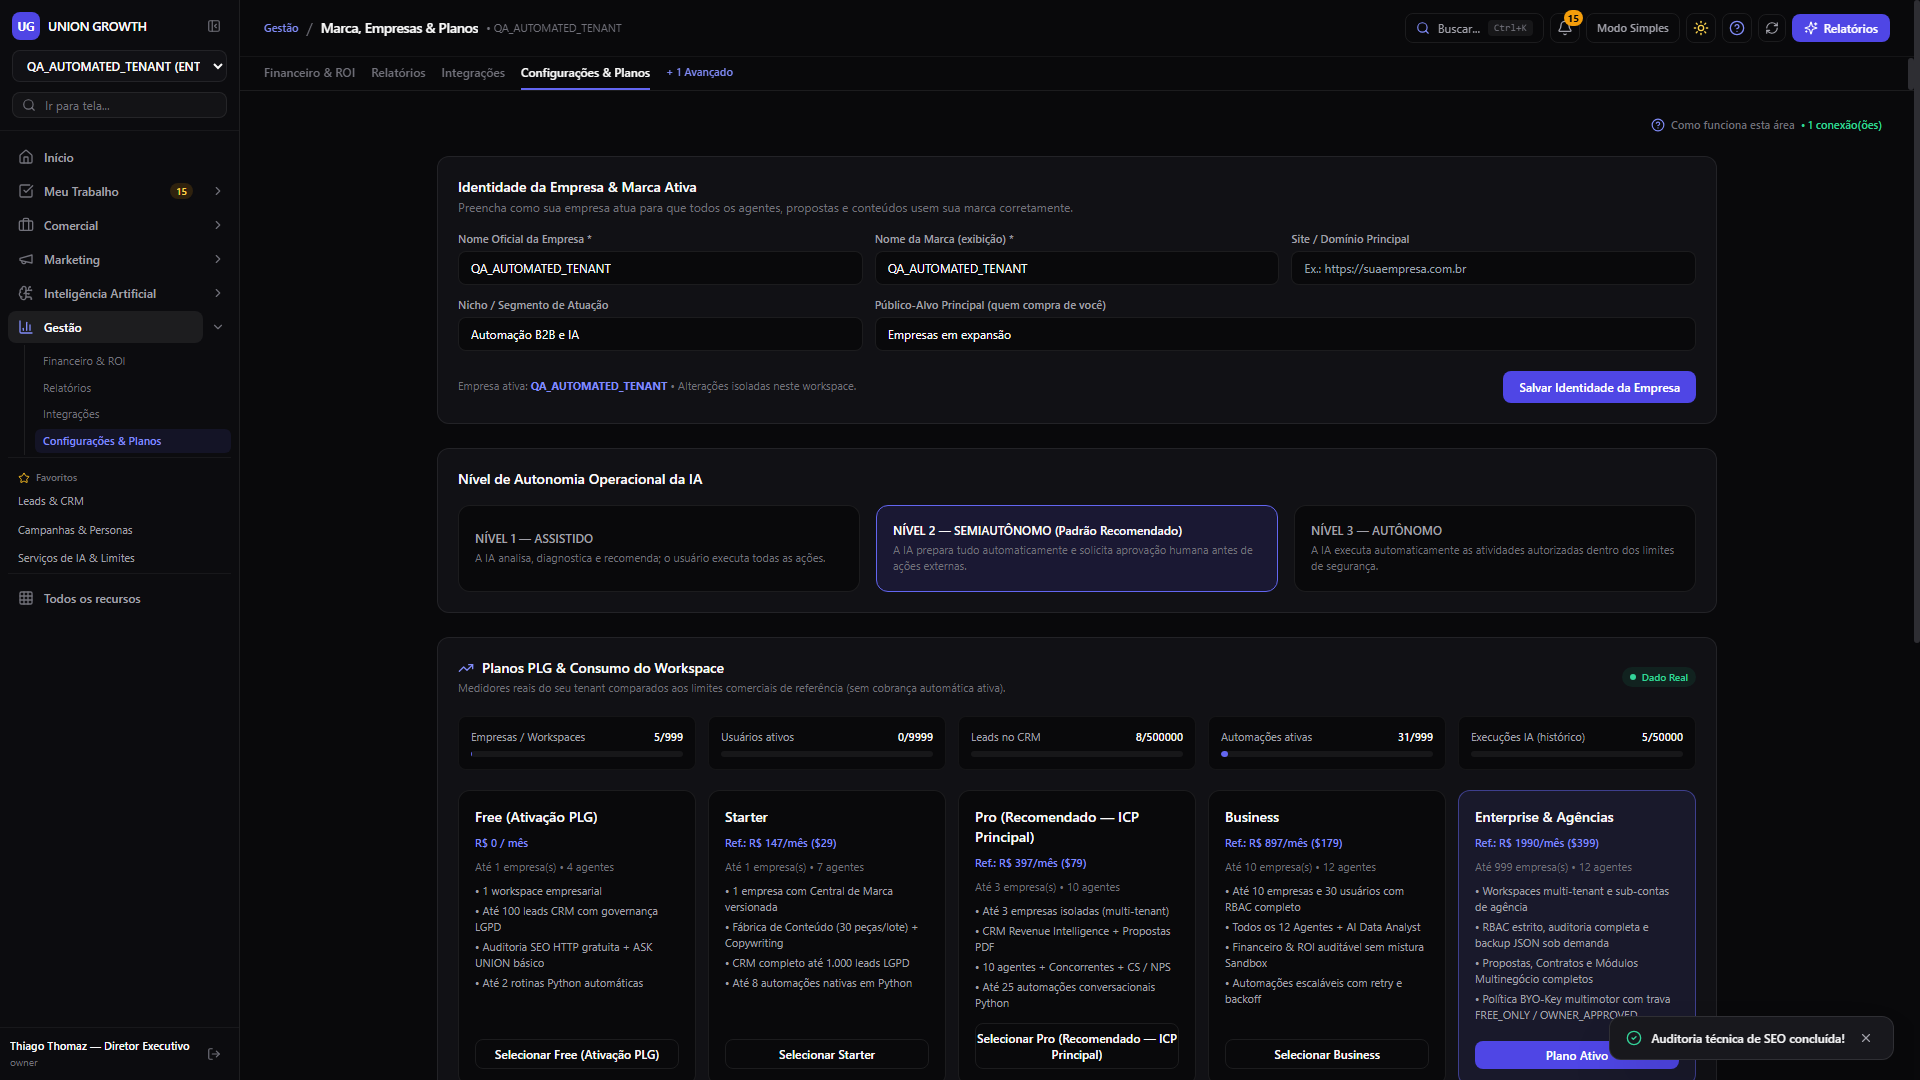 UG UNION GROWTH
QA_AUTOMATED_TENANT (ENT
Ir para tela...
Início
Meu Trabalho 15
Comercial
Marketing
Inteligência Artificial
Gestão
Financeiro & ROI
Relatórios
Integrações
Configurações & Planos
Favoritos
Leads & CRM
Campanhas & Personas
Serviços de IA & Limites
Todos os recursos
Thiago Thomaz — Diretor Executivo
owner
Gestão / Marca, Empresas & Planos • QA_AUTOMATED_TENANT
Buscar... Ctrl+K
15
Modo Simples
Relatórios
Financeiro & ROI Relatórios Integrações Configurações & Planos + 1 Avançado
Como funciona esta área • 1 conexão(ões)
Identidade da Empresa & Marca Ativa
Preencha como sua empresa atua para que todos os agentes, propostas e conteúdos usem sua marca corretamente.
Nome Oficial da Empresa *
QA_AUTOMATED_TENANT
Nome da Marca (exibição) *
QA_AUTOMATED_TENANT
Site / Domínio Principal
Ex.: https://suaempresa.com.br
Nicho / Segmento de Atuação
Automação B2B e IA
Público-Alvo Principal (quem compra de você)
Empresas em expansão
Empresa ativa: QA_AUTOMATED_TENANT • Alterações isoladas neste workspace.
Salvar Identidade da Empresa
Nível de Autonomia Operacional da IA
NÍVEL 1 — ASSISTIDO
A IA analisa, diagnostica e recomenda; o usuário executa todas as ações.
NÍVEL 2 — SEMIAUTÔNOMO (Padrão Recomendado)
A IA prepara tudo automaticamente e solicita aprovação humana antes de
ações externas.
NÍVEL 3 — AUTÔNOMO
A IA executa automaticamente as atividades autorizadas dentro dos limites
de segurança.
Planos PLG & Consumo do Workspace
Medidores reais do seu tenant comparados aos limites comerciais de referência (sem cobrança automática ativa).
Dado Real
Empresas / Workspaces 5/999
Usuários ativos 0/9999
Leads no CRM 8/500000
Automações ativas 31/999
Execuções IA (histórico) 5/50000
Free (Ativação PLG)
R$ 0 / mês
Até 1 empresa(s) • 4 agentes
• 1 workspace empresarial
• Até 100 leads CRM com governança
LGPD
• Auditoria SEO HTTP gratuita + ASK
UNION básico
• Até 2 rotinas Python automáticas
Selecionar Free (Ativação PLG)
Starter
Ref.: R$ 147/mês ($29)
Até 1 empresa(s) • 7 agentes
• 1 empresa com Central de Marca
versionada
• Fábrica de Conteúdo (30 peças/lote) +
Copywriting
• CRM completo até 1.000 leads LGPD
• Até 8 automações nativas em Python
Selecionar Starter
Pro (Recomendado — ICP
Principal)
Ref.: R$ 397/mês ($79)
Até 3 empresa(s) • 10 agentes
• Até 3 empresas isoladas (multi-tenant)
• CRM Revenue Intelligence + Propostas
PDF
• 10 agentes + Concorrentes + CS / NPS
• Até 25 automações conversacionais
Python
Selecionar Pro (Recomendado — ICP
Principal)
Business
Ref.: R$ 897/mês ($179)
Até 10 empresa(s) • 12 agentes
• Até 10 empresas e 30 usuários com
RBAC completo
• Todos os 12 Agentes + AI Data Analyst
• Financeiro & ROI auditável sem mistura
Sandbox
• Automações escaláveis com retry e
backoff
Selecionar Business
Enterprise & Agências
Ref.: R$ 1990/mês ($399)
Até 999 empresa(s) • 12 agentes
• Workspaces multi-tenant e sub-contas
de agência
• RBAC estrito, auditoria completa e
backup JSON sob demanda
• Propostas, Contratos e Módulos
Multinegócio completos
• Política BYO-Key multimotor com trava
FREE_ONLY / OWNER_APPROVED
Plano Ativo
Auditoria técnica de SEO concluída!